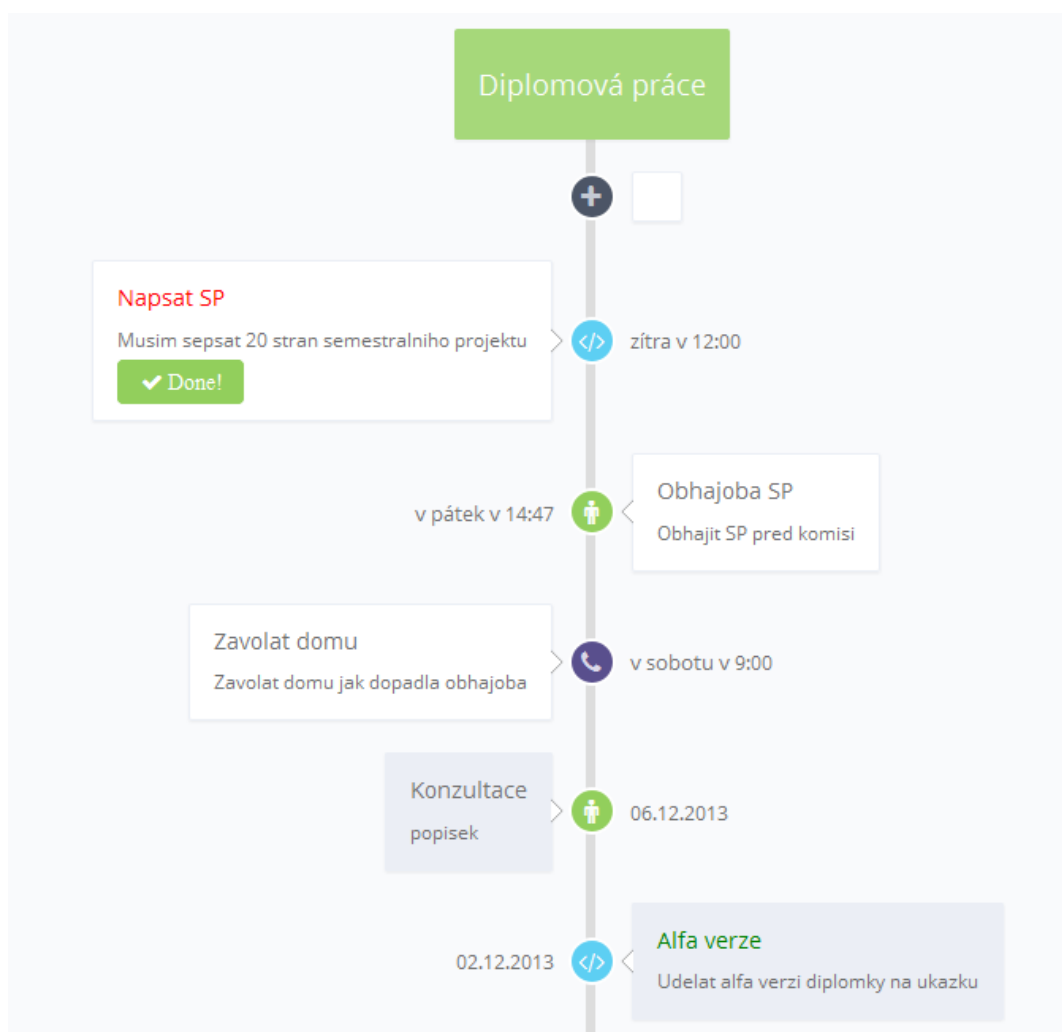 Diplomová práce
Napsat SP
Musim sepsat 20 stran semestralniho projektu
Done!
zítra v 12:00
v pátek v 14:47
Obhajoba SP
Obhajit SP pred komisi
Zavolat domu
Zavolat domu jak dopadla obhajoba
v sobotu v 9:00
Konzultace
popisek
06.12.2013
02.12.2013
Alfa verze
Udelat alfa verzi diplomky na ukazku